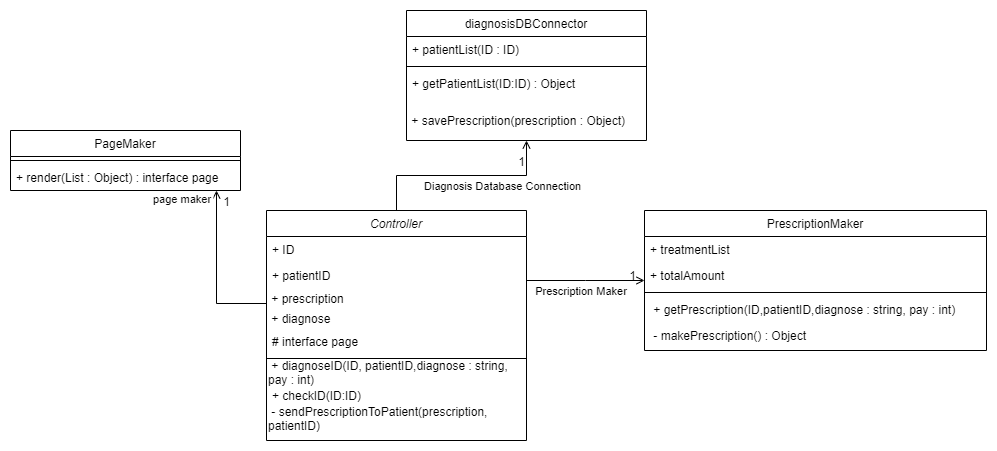 diagnosisDBConnector
+ patientList(ID : ID)
+ getPatientList(ID:ID) : Object
+ savePrescription(prescription : Object)
1
Diagnosis Database Connection
PageMaker
+ render(List : Object) : interface page
page maker
1
Controller
+ ID
+ patientID
+ prescription
+ diagnose
# interface page
+ diagnoseID(ID, patientID,diagnose : string,
pay : int)
+ checkID(ID:ID)
- sendPrescriptionToPatient(prescription,
patientID)
1
Prescription Maker
PrescriptionMaker
+ treatmentList
+ totalAmount
+ getPrescription(ID,patientID,diagnose : string, pay : int)
- makePrescription() : Object